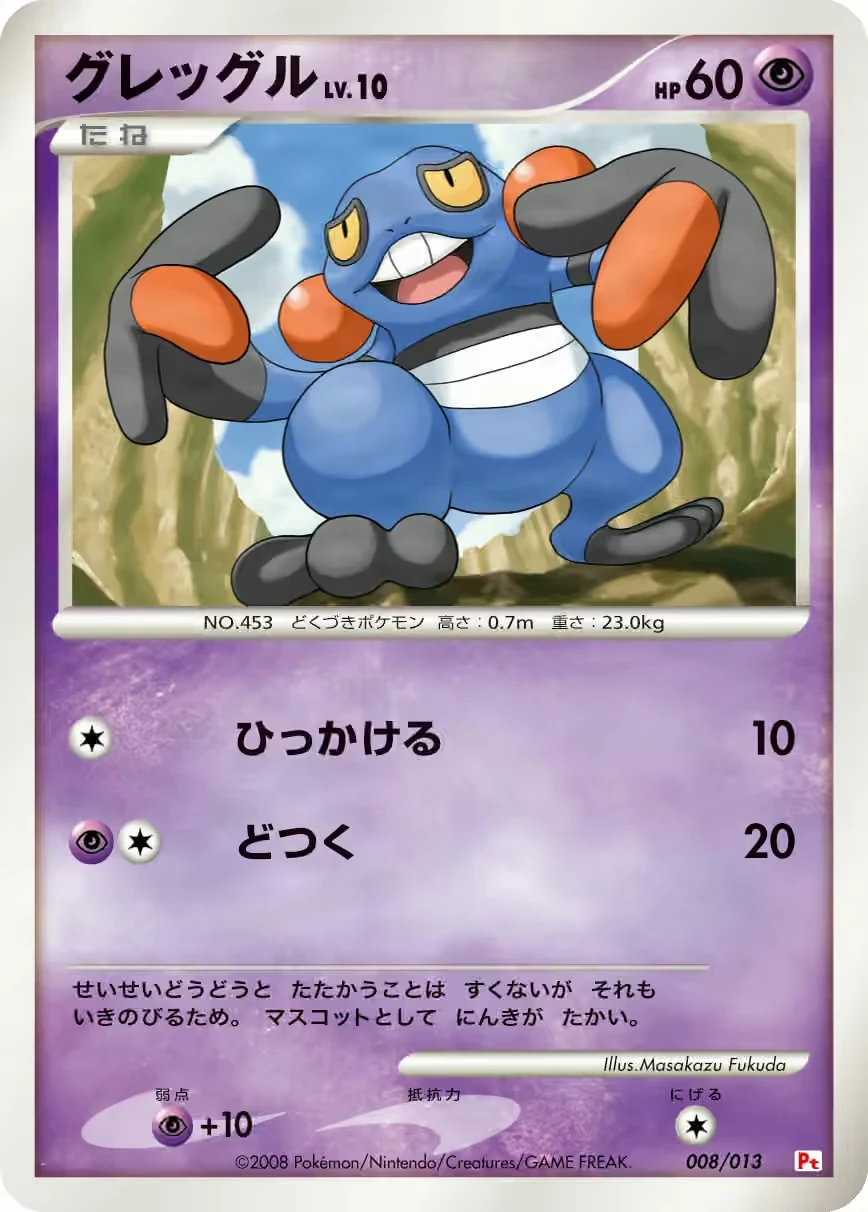 グレッグル LV.10 HP 60
たね
NO.453 どくづきポケモン 高さ:0.7m 重さ:23.0kg
ひっかける 10
どつく 20
せいせいどうどうと たたかうことは すくないが それも
いきのびるため。 マスコットとして にんきが たかい。
Illus.Masakazu Fukuda
弱点 抵抗力 にげる
+10
©2008 Pokémon/Nintendo/Creatures/GAME FREAK. 008/013 Pt